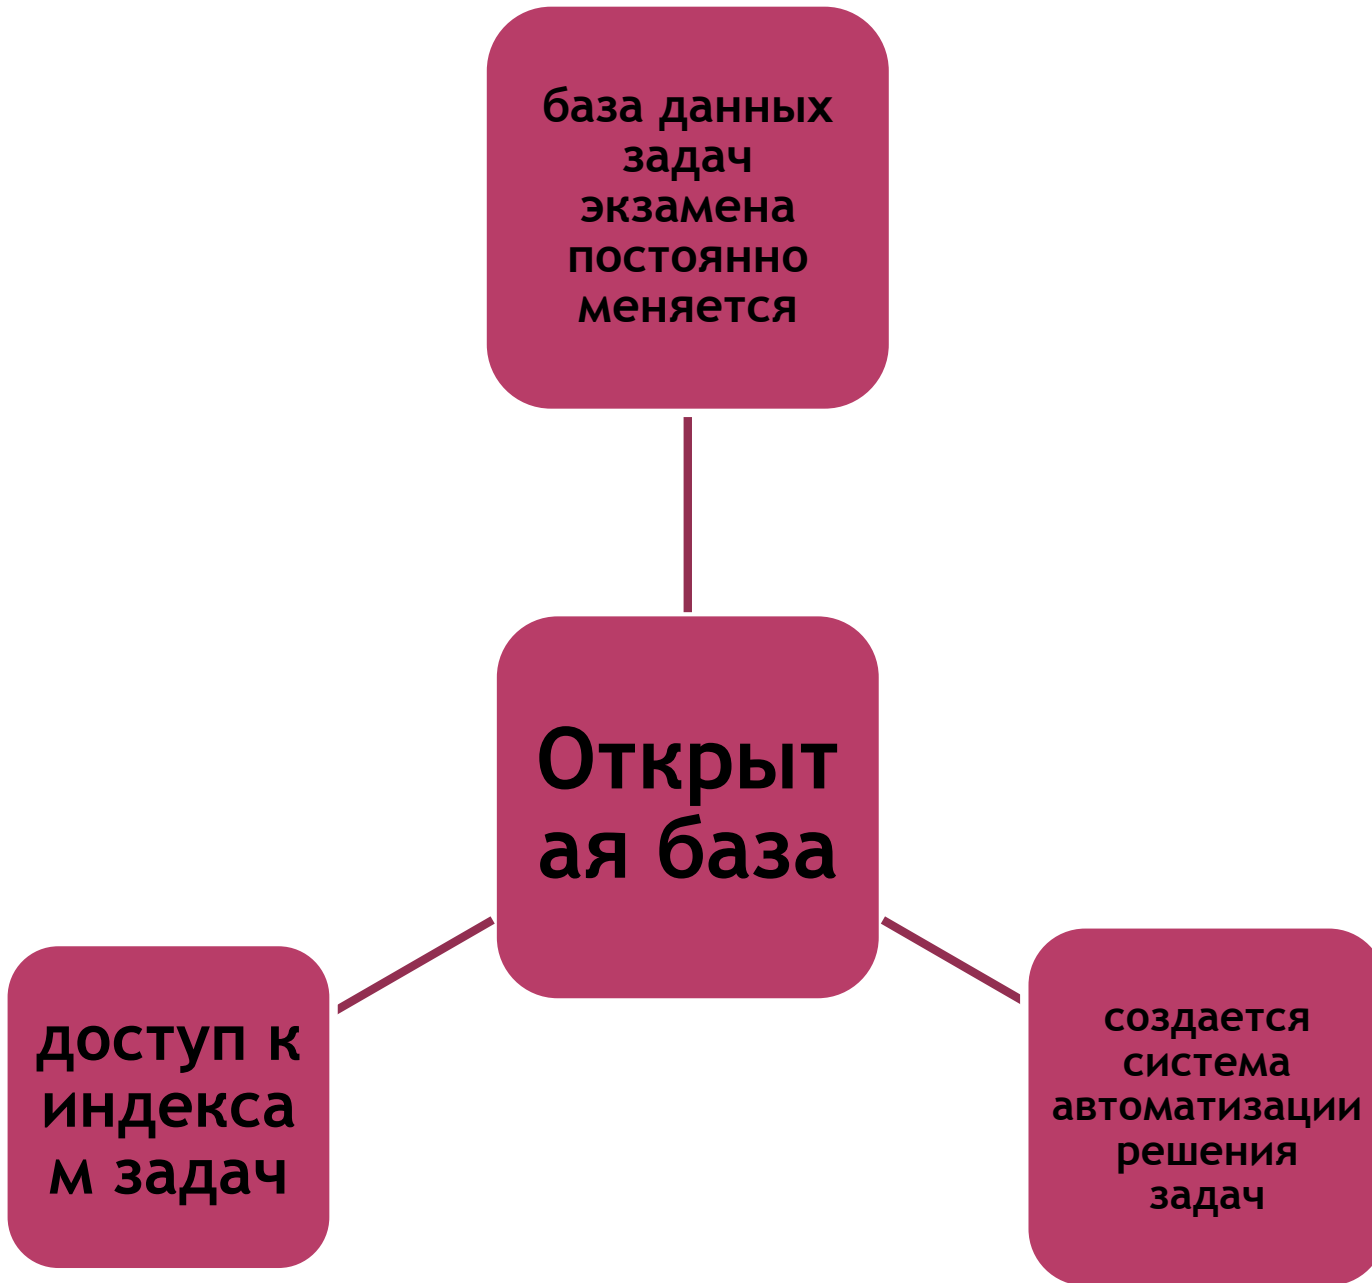 база данных
задач
экзамена
постоянно
меняется
Открыт
ая база
доступ к
индекса
м задач
создается
система
автоматизации
решения
задач